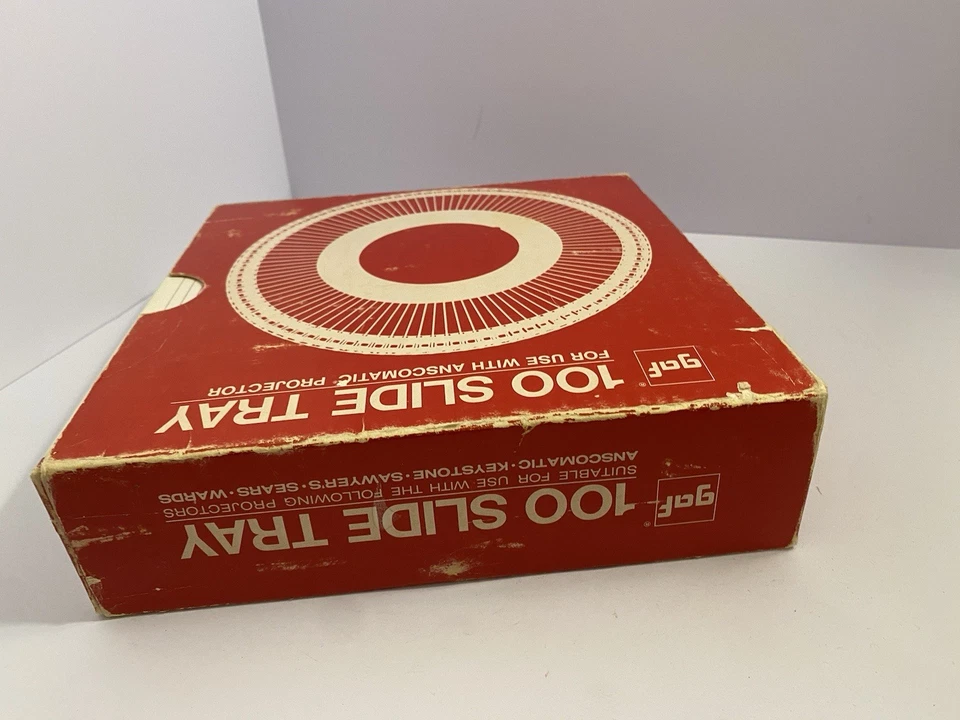 gaf®
100 SLIDE TRAY
FOR USE WITH ANSCOMATIC® PROJECTOR
gaf®
100 SLIDE TRAY
SUITABLE FOR USE WITH THE FOLLOWING PROJECTORS
ANSCOMATIC•KEYSTONE•SAWYER'S•SEARS•WARDS